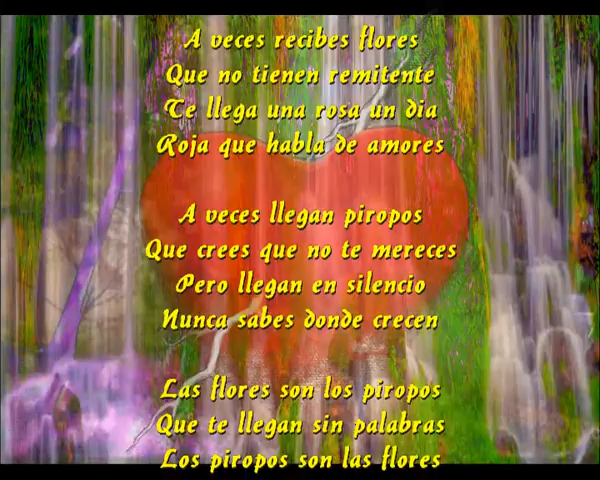 A veces recibes flores
Que no tienen remitente
Te llega una rosa un dia
Roja que habla de amores
A veces llegan piropos
Que crees que no te mereces
Pero llegan en silencio
Nunca sabes donde crecen
Las flores son los piropos
Que te llegan sin palabras
Los piropos son las flores